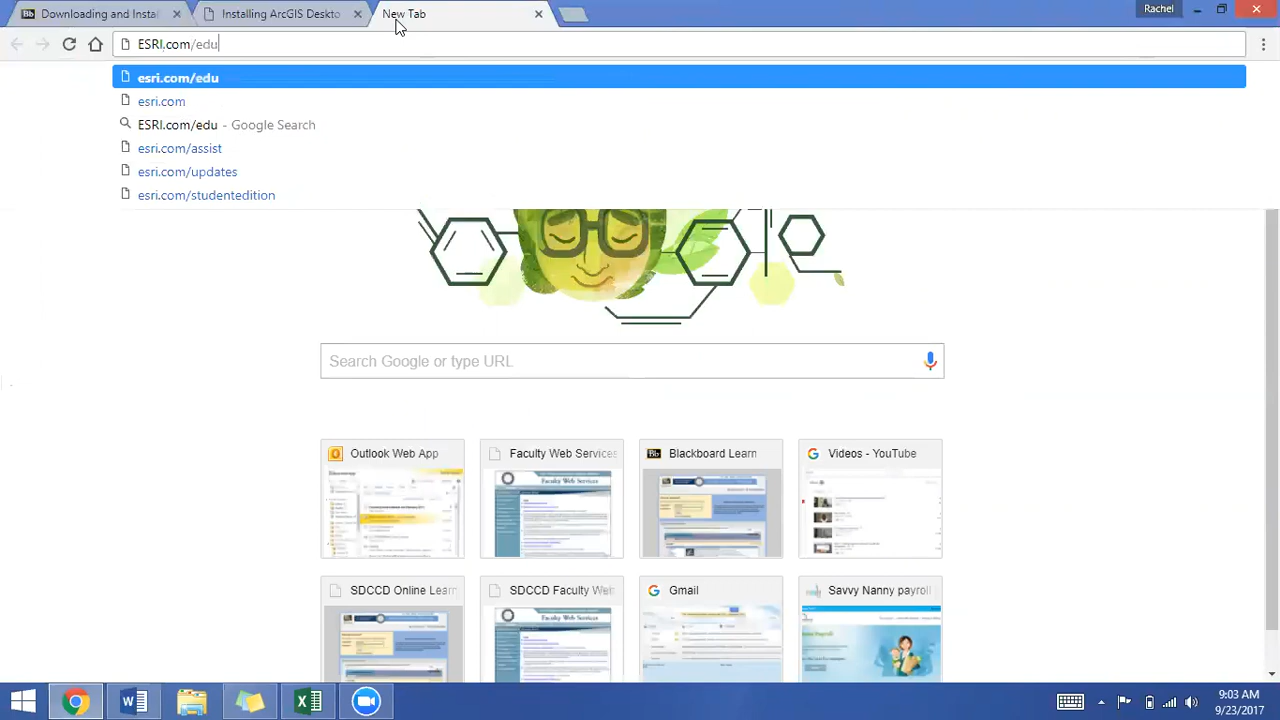 Downloading and Instal
Installing ArcGIS Deskto
New Tab
Rachel
ESRI.com/edu
esri.com/edu
esri.com
ESRI.com/edu - Google Search
esri.com/assist
esri.com/updates
esri.com/studentedition
Search Google or type URL
Outlook Web App
Faculty Web Services
Blackboard Learn
Videos - YouTube
SDCCD Online Learn
SDCCD Faculty Web
Gmail
Savvy Nanny payroll
9:03 AM
9/23/2017